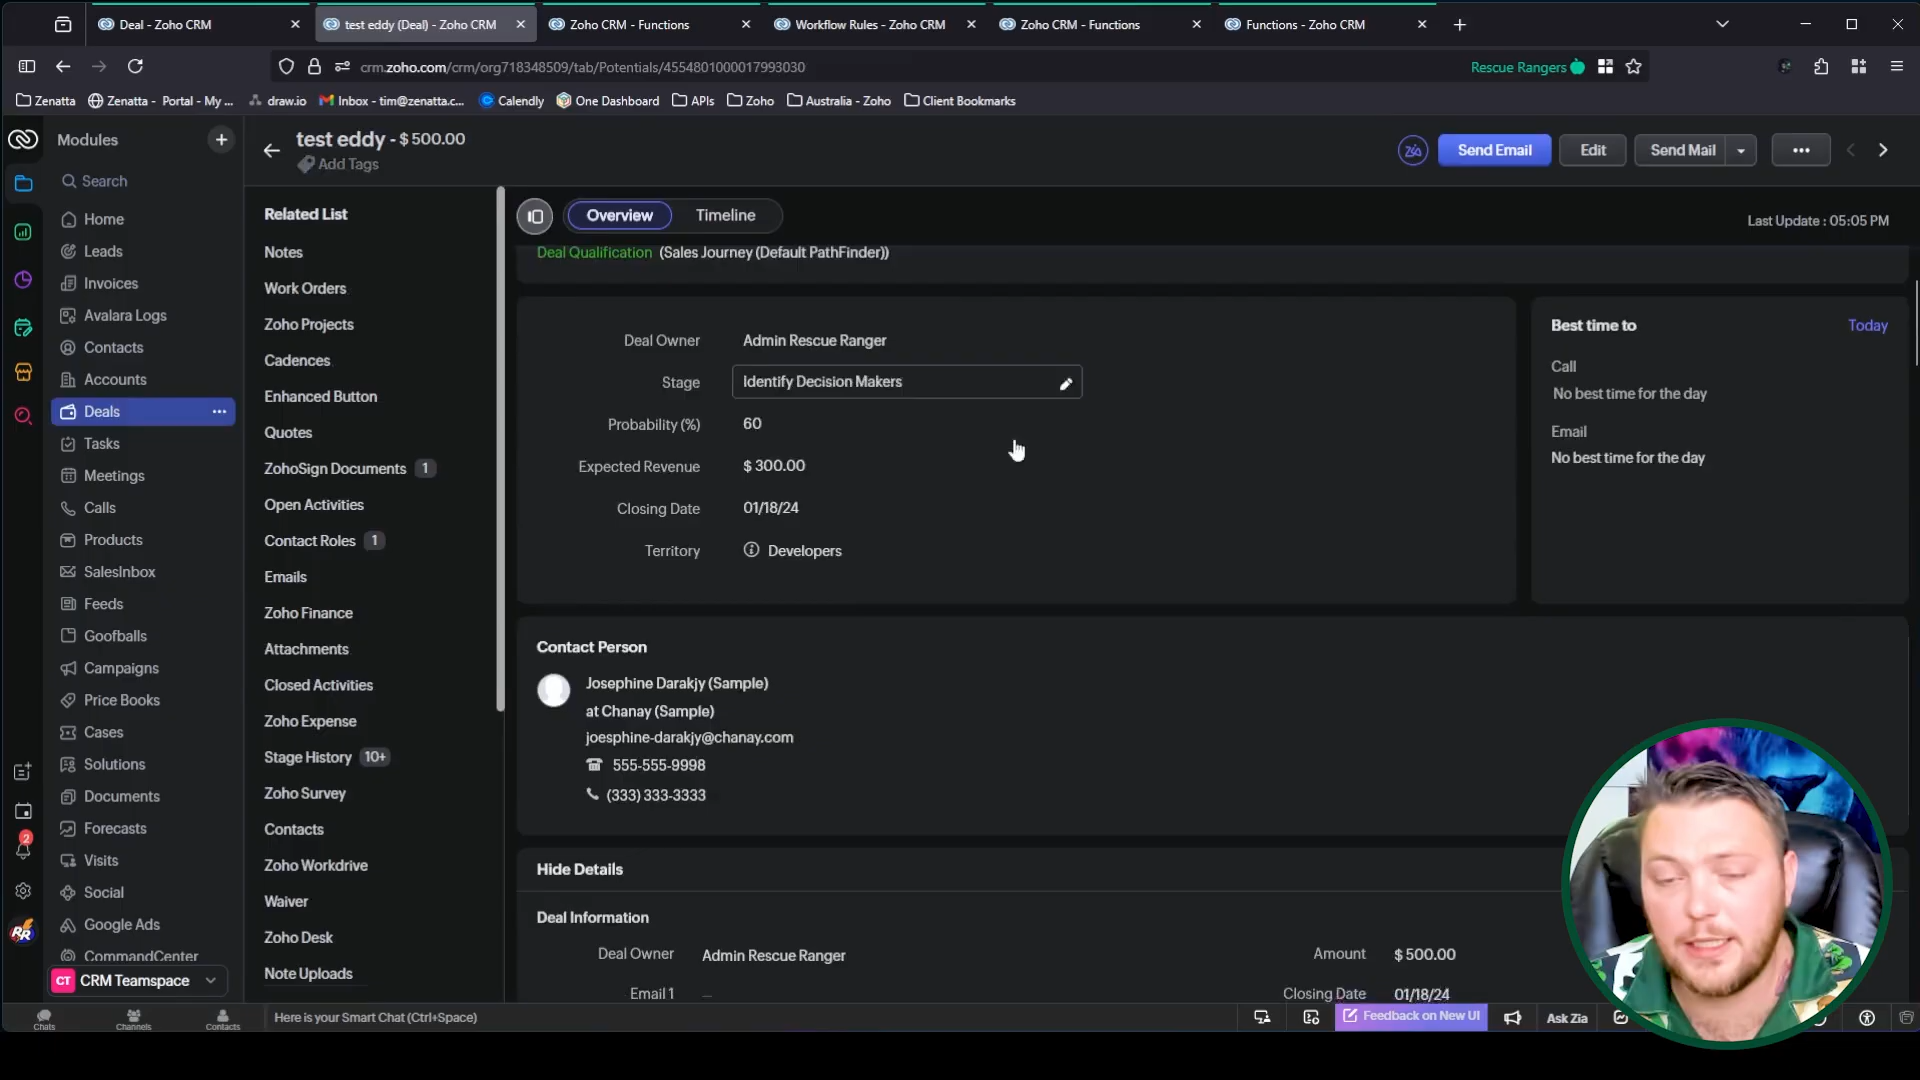 Deal - Zoho CRM
test eddy (Deal) - Zoho CRM
Zoho CRM - Functions
Workflow Rules - Zoho CRM
Zoho CRM - Functions
Functions - Zoho CRM
crm.zoho.com/crm/org718348509/tab/Potentials/4554801000017993030
Rescue Rangers
Zenatta
Zenatta - Portal - My ...
draw.io
Inbox - tim@zenatta.c...
Calendly
One Dashboard
APIs
Zoho
Australia - Zoho
Client Bookmarks
Modules
Search
Home
Leads
Invoices
Avalara Logs
Contacts
Accounts
Deals
Tasks
Meetings
Calls
Products
SalesInbox
Feeds
Goofballs
Campaigns
Price Books
Cases
Solutions
Documents
Forecasts
Visits
Social
Google Ads
CommandCenter
CT CRM Teamspace
2
RR
test eddy - $ 500.00
Add Tags
Send Email
Edit
Send Mail
Related List
Notes
Work Orders
Zoho Projects
Cadences
Enhanced Button
Quotes
ZohoSign Documents 1
Open Activities
Contact Roles 1
Emails
Zoho Finance
Attachments
Closed Activities
Zoho Expense
Stage History 10+
Zoho Survey
Contacts
Zoho Workdrive
Waiver
Zoho Desk
Note Uploads
Overview
Timeline
Last Update : 05:05 PM
Deal Qualification (Sales Journey (Default PathFinder))
Deal Owner Admin Rescue Ranger
Stage Identify Decision Makers
Probability (%) 60
Expected Revenue $ 300.00
Closing Date 01/18/24
Territory Developers
Best time to Today
Call
No best time for the day
Email
No best time for the day
Contact Person
Josephine Darakjy (Sample)
at Chanay (Sample)
joesphine-darakjy@chanay.com
555-555-9998
(333) 333-3333
Hide Details
Deal Information
Deal Owner Admin Rescue Ranger
Amount $ 500.00
Email 1 —
Closing Date 01/18/24
Chats
Channels
Contacts
Here is your Smart Chat (Ctrl+Space)
Feedback on New UI
Ask Zia